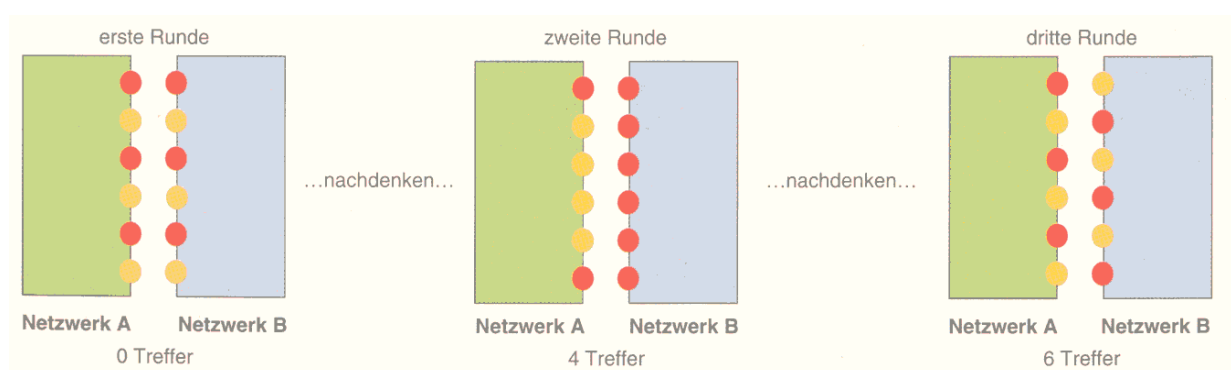 erste Runde
zweite Runde
dritte Runde
...nachdenken...
...nachdenken...
Netzwerk A
Netzwerk B
Netzwerk A
Netzwerk B
Netzwerk A
Netzwerk B
0 Treffer
4 Treffer
6 Treffer